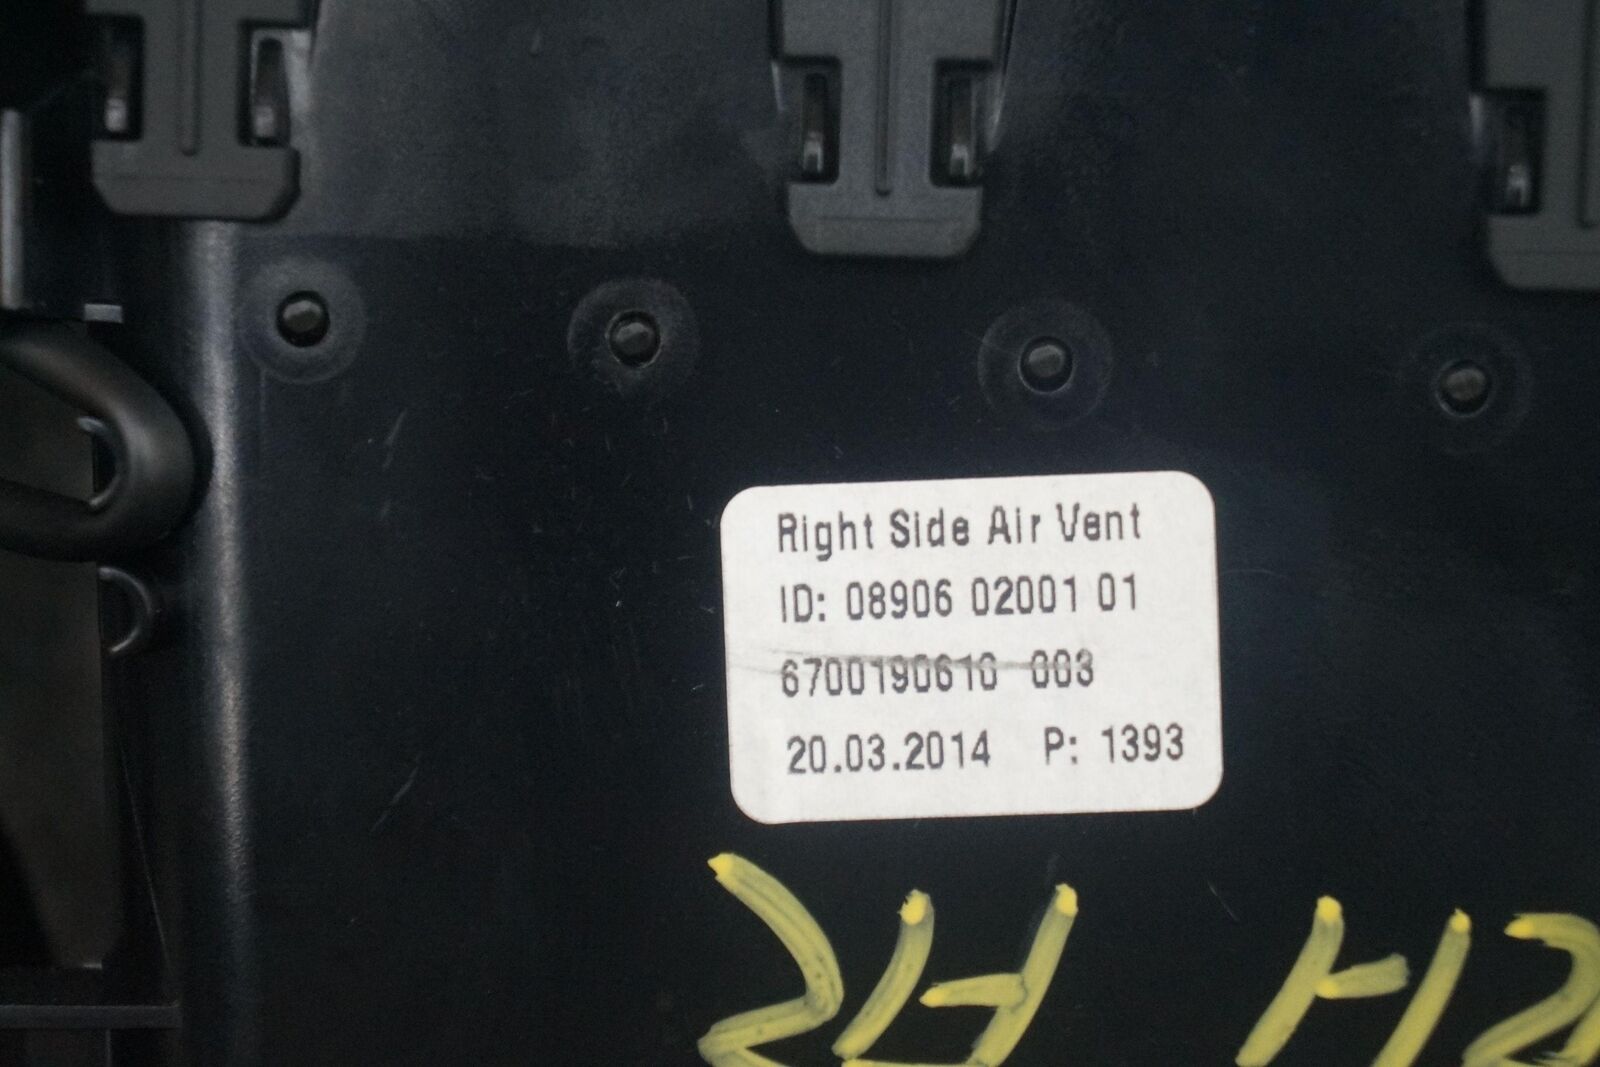 Right Side Air Vent
ID: 08906 02001 01
6700190610 003
20.03.2014 P: 1393